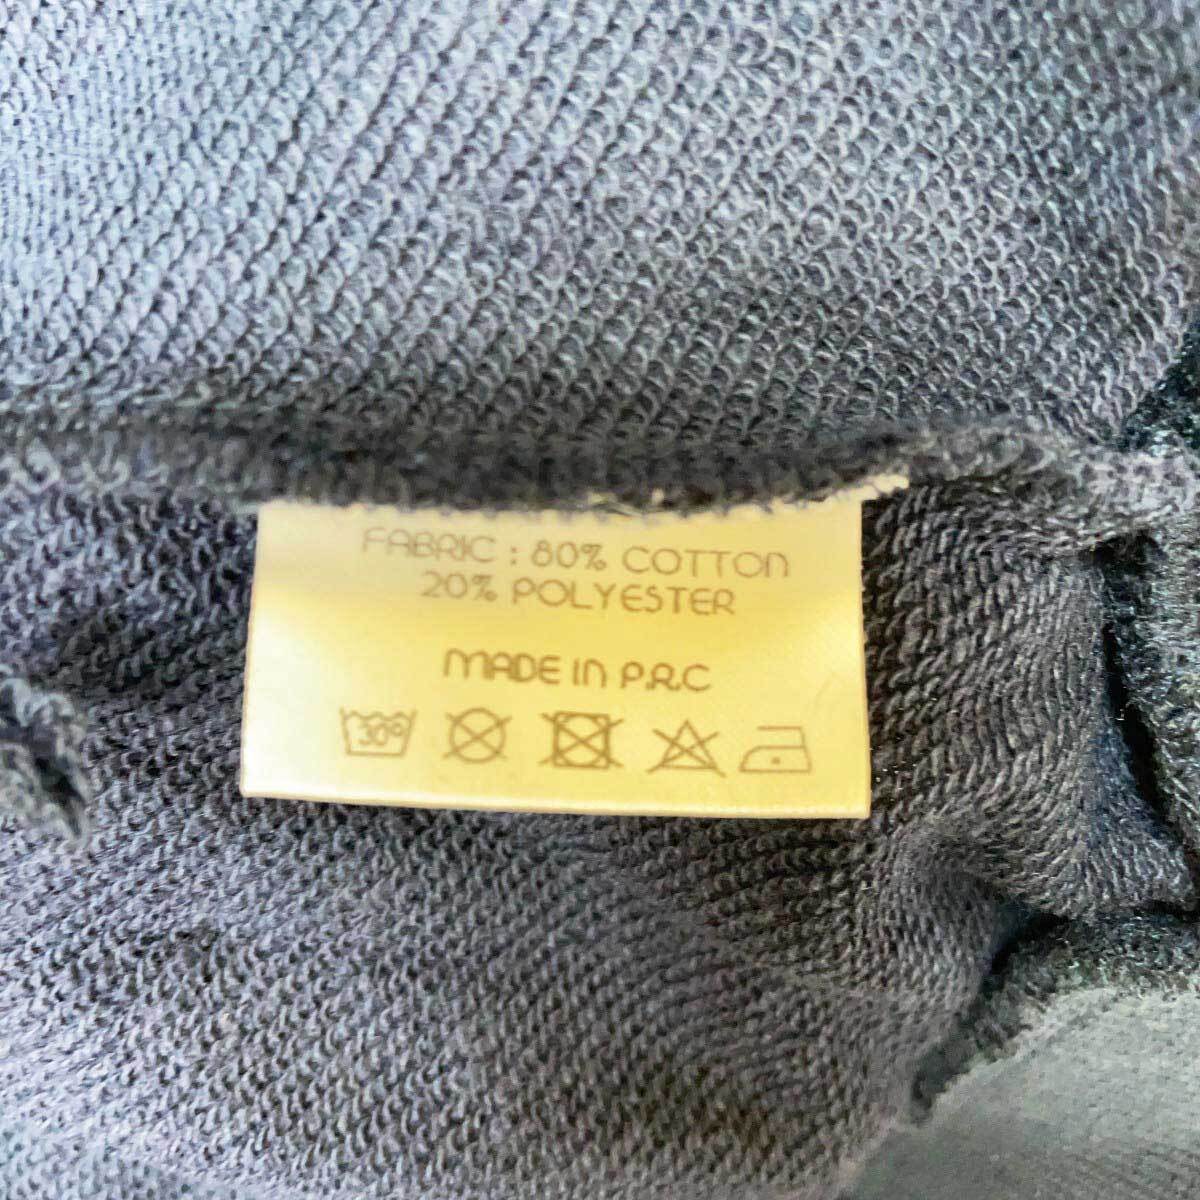 FABRIC : 80% COTTON
20% POLYESTER
MADE IN P.R.C
30°